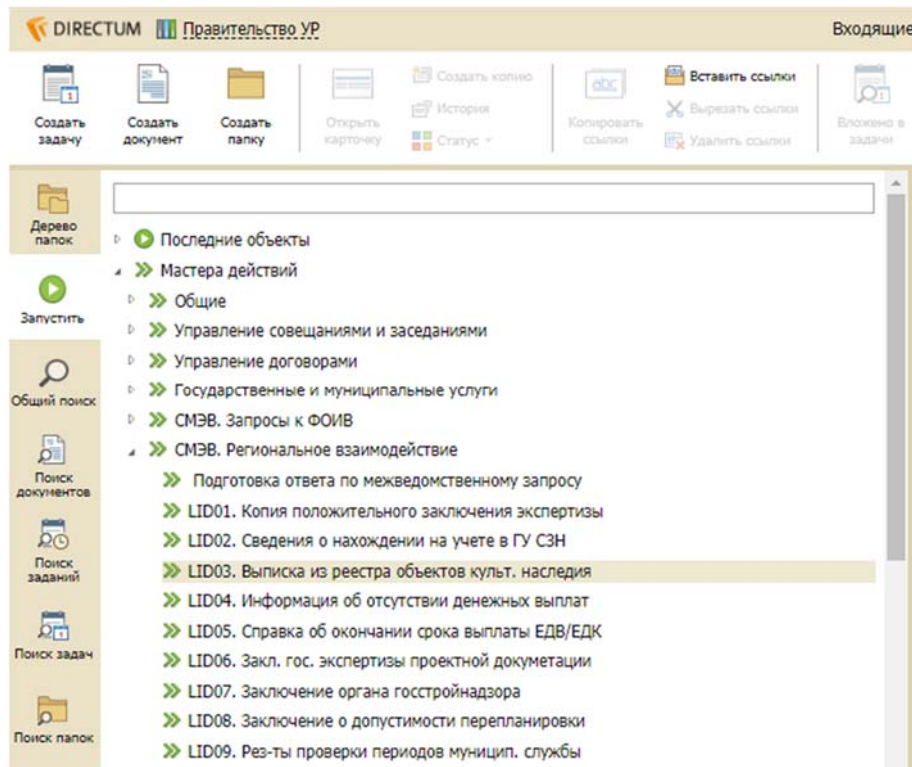 DIRECTUM Правительство УР Входящие
Создать задачу
Создать документ
Создать папку
Открыть карточку
Создать копию
История
Статус
Копировать ссылки
Вставить ссылки
Вырезать ссылки
Удалить ссылки
Вложено в задачи
Дерево папок
Запустить
Общий поиск
Поиск документов
Поиск заданий
Поиск задач
Поиск папок
Последние объекты
Мастера действий
Общие
Управление совещаниями и заседаниями
Управление договорами
Государственные и муниципальные услуги
СМЭВ. Запросы к ФОИВ
СМЭВ. Региональное взаимодействие
Подготовка ответа по межведомственному запросу
LID01. Копия положительного заключения экспертизы
LID02. Сведения о нахождении на учете в ГУ СЗН
LID03. Выписка из реестра объектов культ. наследия
LID04. Информация об отсутствии денежных выплат
LID05. Справка об окончании срока выплаты ЕДВ/ЕДК
LID06. Закл. гос. экспертизы проектной докуметации
LID07. Заключение органа госстройнадзора
LID08. Заключение о допустимости перепланировки
LID09. Рез-ты проверки периодов муницип. службы